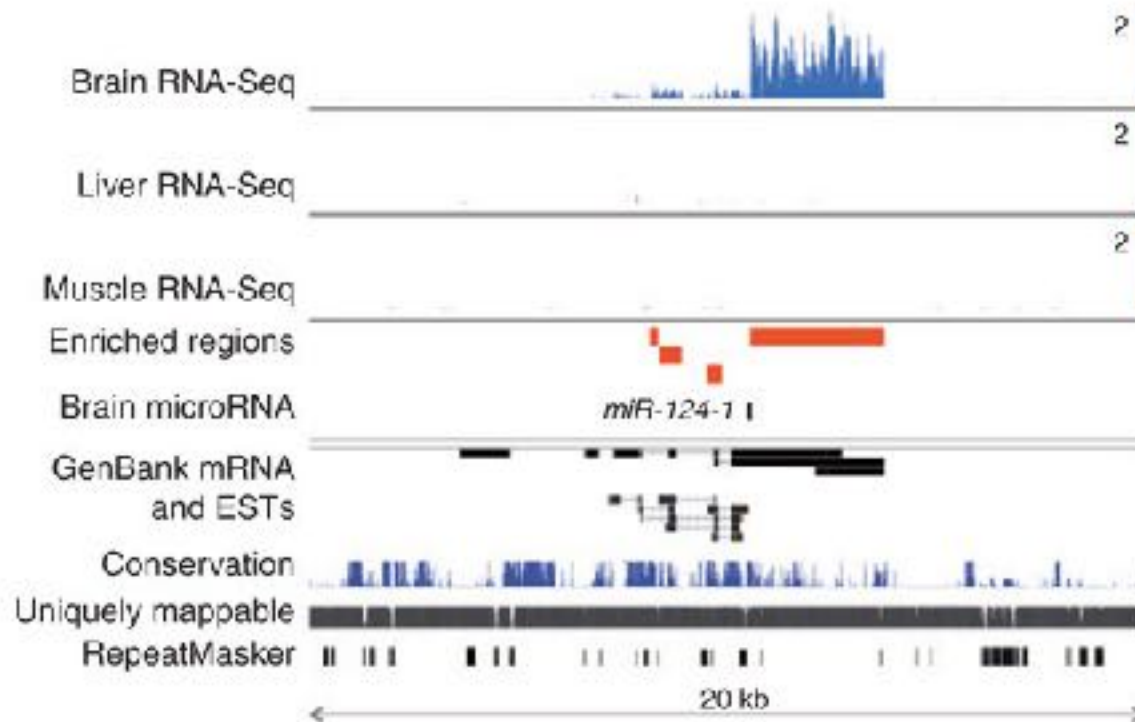 2
Brain RNA-Seq
2
Liver RNA-Seq
2
Muscle RNA-Seq
Enriched regions
Brain microRNA miR-124-1
GenBank mRNA
and ESTs
Conservation
Uniquely mappable
RepeatMasker
20 kb